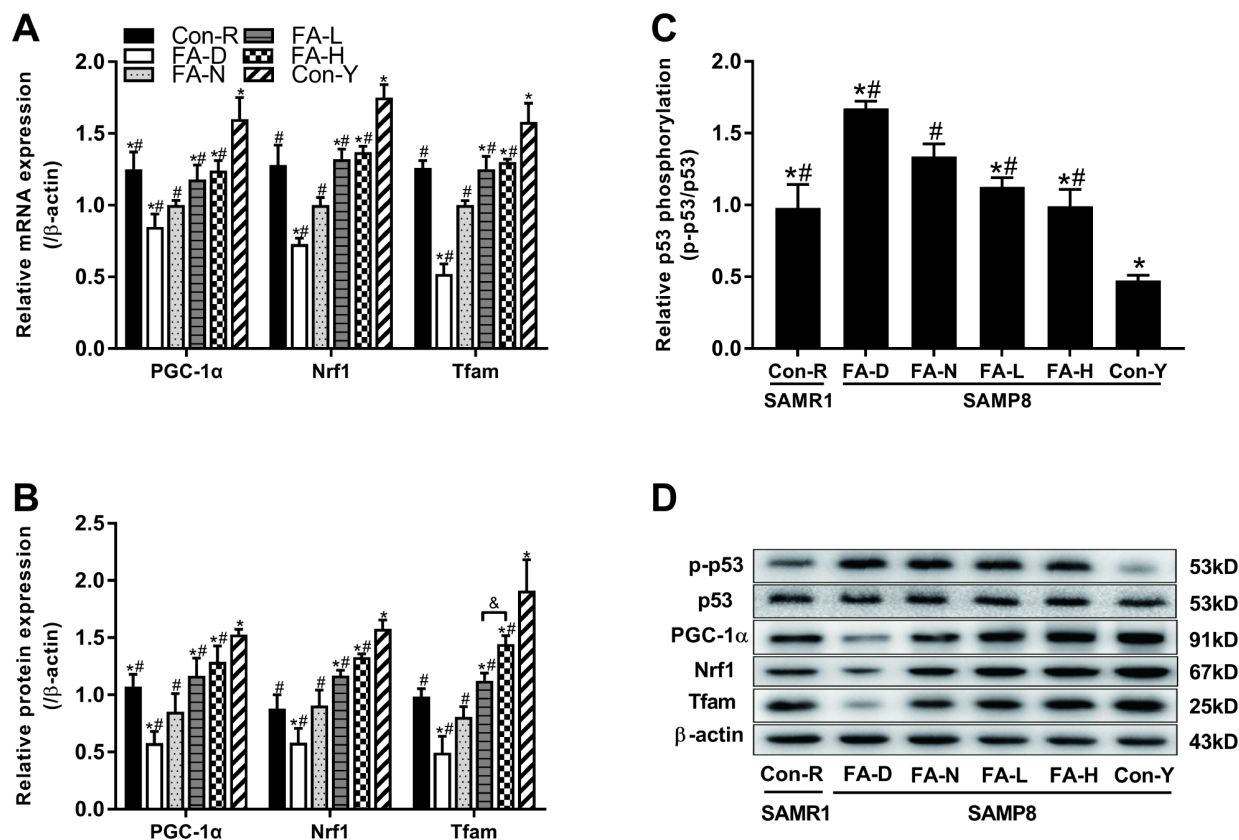 A
Con-R
FA-L
FA-D
FA-H
FA-N
Con-Y
Relative mRNA expression
(/β-actin)
2.0
1.5
1.0
0.5
0.0
*# *# # *# *# *
# *# # *# *# *
# *# # *# *# *
PGC-1α Nrf1 Tfam
C
Relative p53 phosphorylation
(p-p53/p53)
2.0
1.5
1.0
0.5
0.0
*# *# # *# *# *
Con-R FA-D FA-N FA-L FA-H Con-Y
SAMR1 SAMP8
B
Relative protein expression
(/β-actin)
2.5
2.0
1.5
1.0
0.5
0.0
*# *# # *# *# *
# *# # *# *# *
&
# *# # *# *# *
PGC-1α Nrf1 Tfam
D
p-p53 53kD
p53 53kD
PGC-1α 91kD
Nrf1 67kD
Tfam 25kD
β-actin 43kD
Con-R FA-D FA-N FA-L FA-H Con-Y
SAMR1 SAMP8